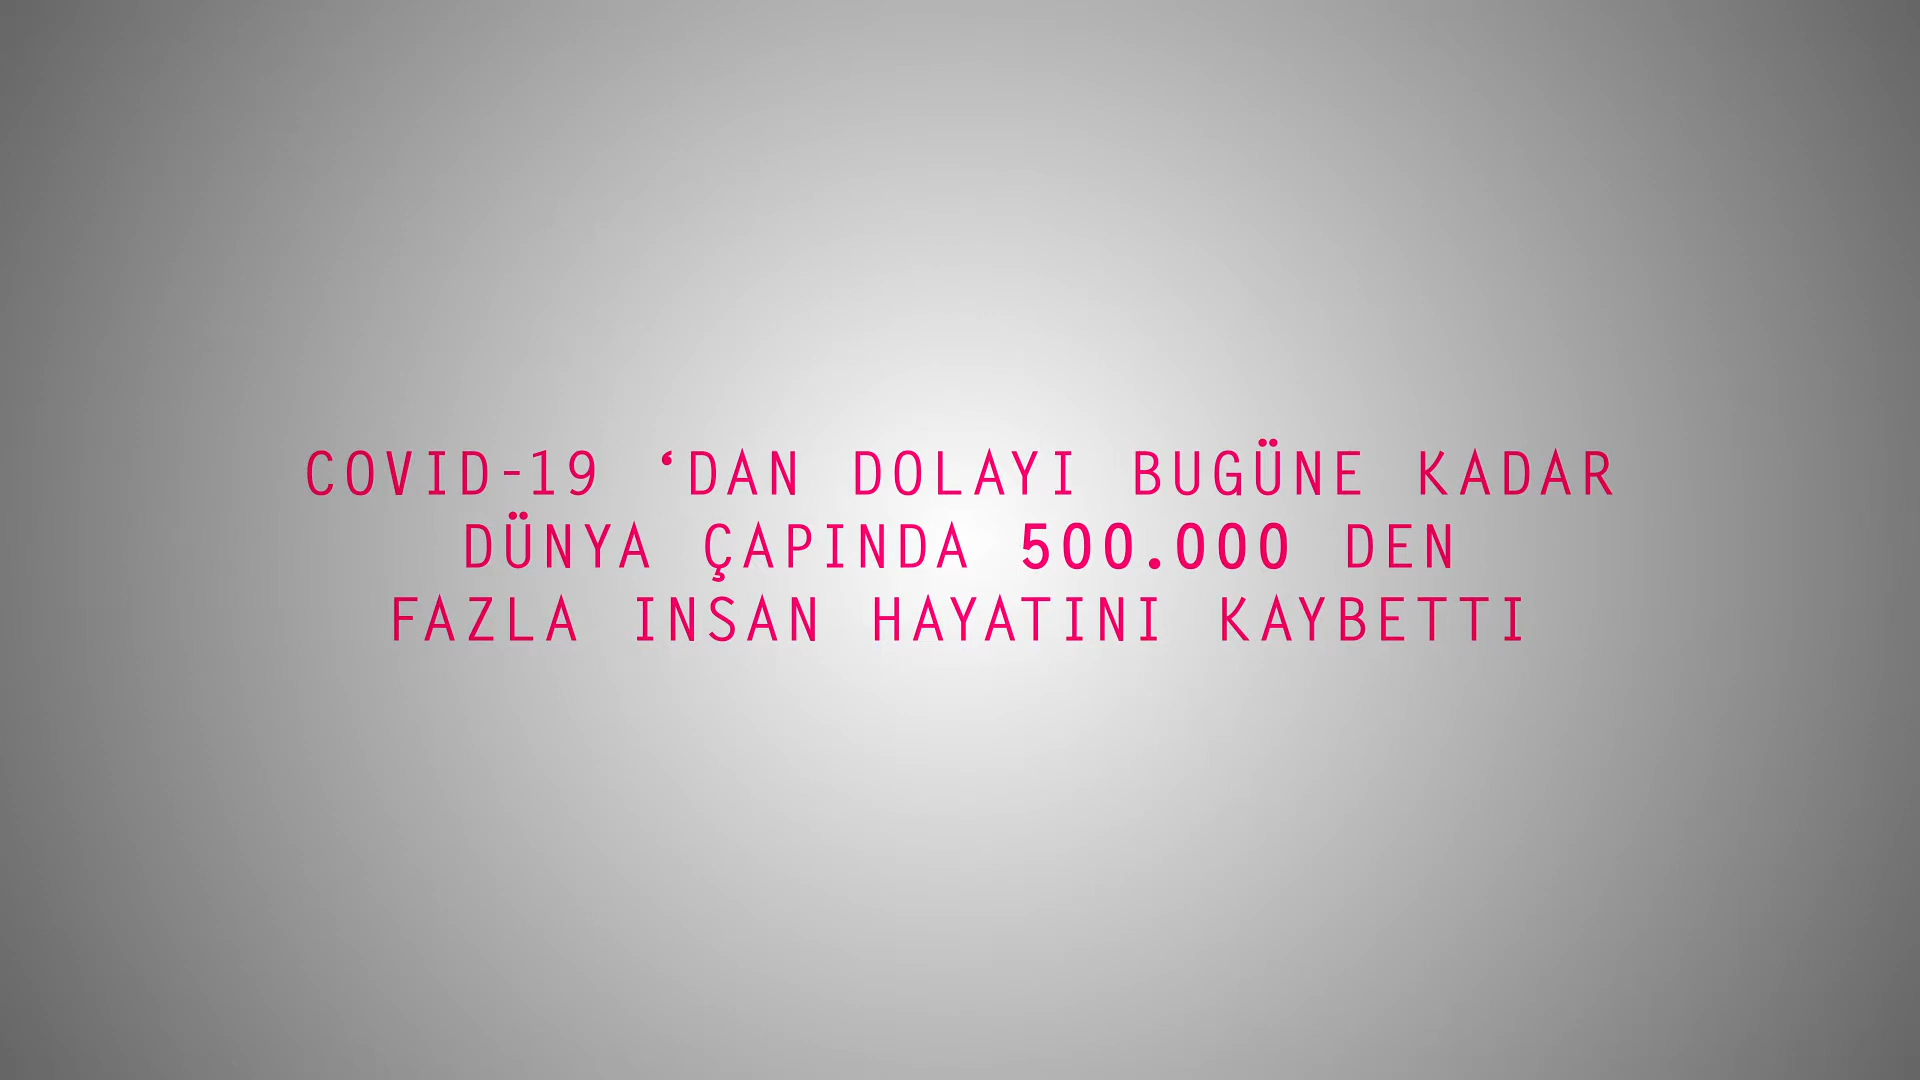 COVID-19 ‘DAN DOLAYI BUGÜNE KADAR
DÜNYA ÇAPINDA 500.000 DEN
FAZLA INSAN HAYATINI KAYBETTI